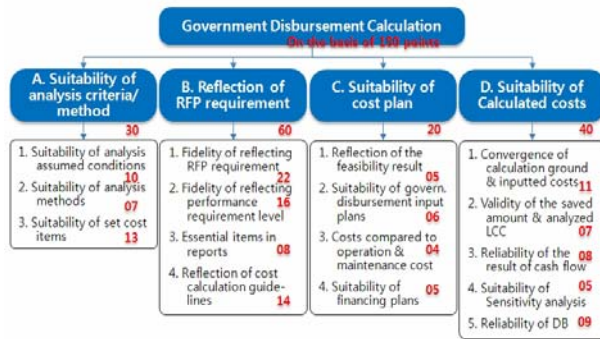 Government Disbursement Calculation
On the basis of 150 points
A. Suitability of
analysis criteria/
method
30
1. Suitability of analysis
assumed conditions
10
2. Suitability of analysis
methods 07
3. Suitability of set cost
items 13
B. Reflection of
RFP requirement
60
1. Fidelity of reflecting
RFP requirement
22
2. Fidelity of reflecting
performance 16
requirement level
3. Essential items in
reports 08
4. Reflection of cost
calculation guide-
lines 14
C. Suitability of
cost plan
20
1. Reflection of the
feasibility result
05
2. Suitability of govern.
disbursement input
plans 06
3. Costs compared to
operation & 04
maintenance cost
4. Suitability of 05
financing plans
D. Suitability of
Calculated costs
40
1. Convergence of
calculation ground
& inputted costs 11
2. Validity of the saved
amount & analyzed
LCC 07
3. Reliability of the 08
result of cash flow
4. Suitability of 05
Sensitivity analysis
5. Reliability of DB 09